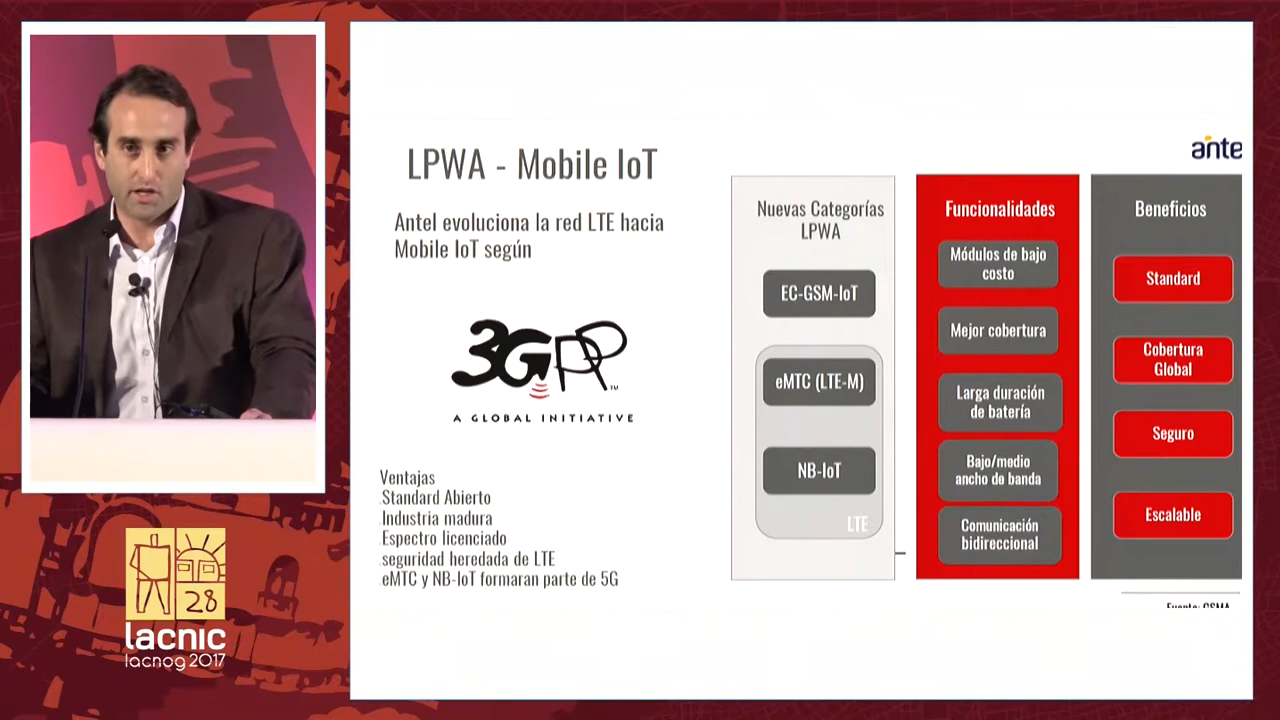 LPWA - Mobile IoT
Antel evoluciona la red LTE hacia
Mobile IoT según
3GPP
TM
A GLOBAL INITIATIVE
Ventajas
Standard Abierto
Industria madura
Espectro licenciado
seguridad heredada de LTE
eMTC y NB-IoT formaran parte de 5G
ante
Nuevas Categorías
LPWA
EC-GSM-IoT
eMTC (LTE-M)
NB-IoT
LTE
Funcionalidades
Módulos de bajo
costo
Mejor cobertura
Larga duración
de batería
Bajo/medio
ancho de banda
Comunicación
bidireccional
Beneficios
Standard
Cobertura
Global
Seguro
Escalable
Fuente: GSMA
28
lacnic
lacnog 2017